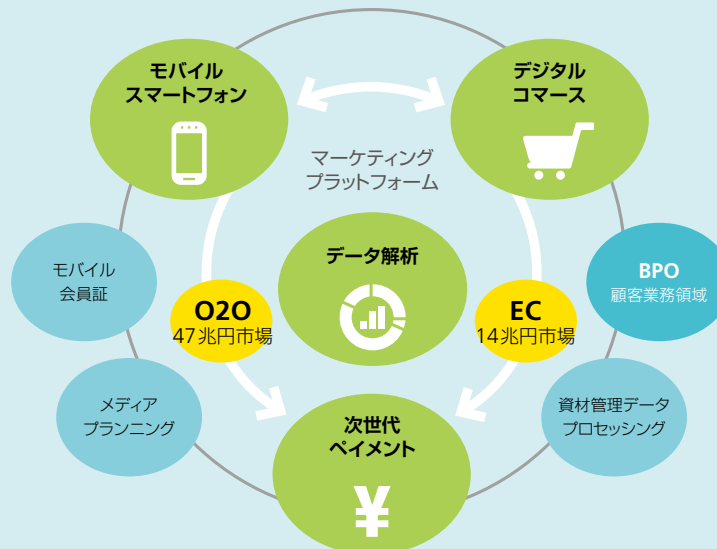 モバイル
スマートフォン
デジタル
コマース
マーケティング
プラットフォーム
データ解析
モバイル
会員証
BPO
顧客業務領域
O2O
47兆円市場
EC
14兆円市場
メディア
プランニング
資材管理データ
プロセッシング
次世代
ペイメント
¥